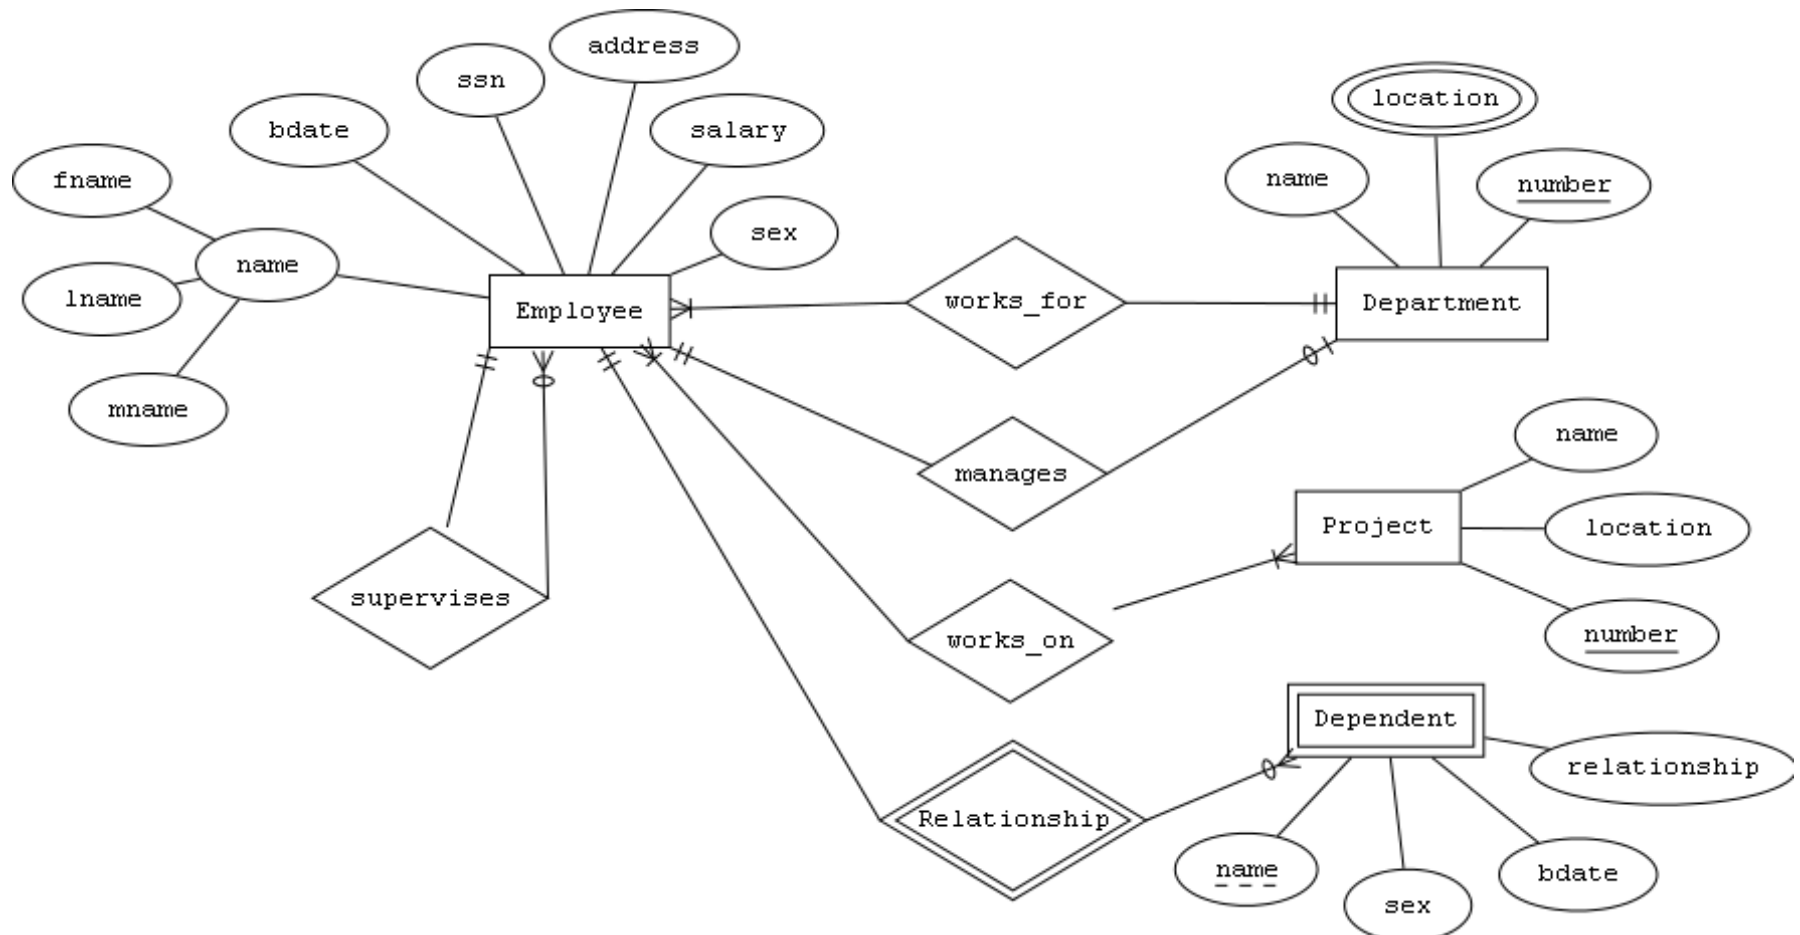 address
ssn
location
bdate
salary
fname
name
number
sex
name
lname
Employee
works_for
Department
mname
name
manages
Project
location
supervises
works_on
number
Dependent
relationship
Relationship
name
bdate
sex